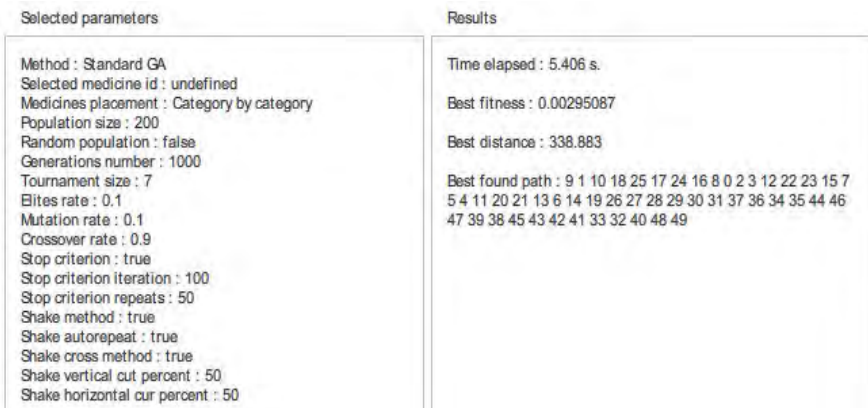 Selected parameters
Method : Standard GA
Selected medicine id : undefined
Medicines placement : Category by category
Population size : 200
Random population : false
Generations number : 1000
Tournament size : 7
Elites rate : 0.1
Mutation rate : 0.1
Crossover rate : 0.9
Stop criterion : true
Stop criterion iteration : 100
Stop criterion repeats : 50
Shake method : true
Shake autorepeat : true
Shake cross method : true
Shake vertical cut percent : 50
Shake horizontal cur percent : 50
Results
Time elapsed : 5.406 s.
Best fitness : 0.00295087
Best distance : 338.883
Best found path : 9 1 10 18 25 17 24 16 8 0 2 3 12 22 23 15 7
5 4 11 20 21 13 6 14 19 26 27 28 29 30 31 37 36 34 35 44 46
47 39 38 45 43 42 41 33 32 40 48 49